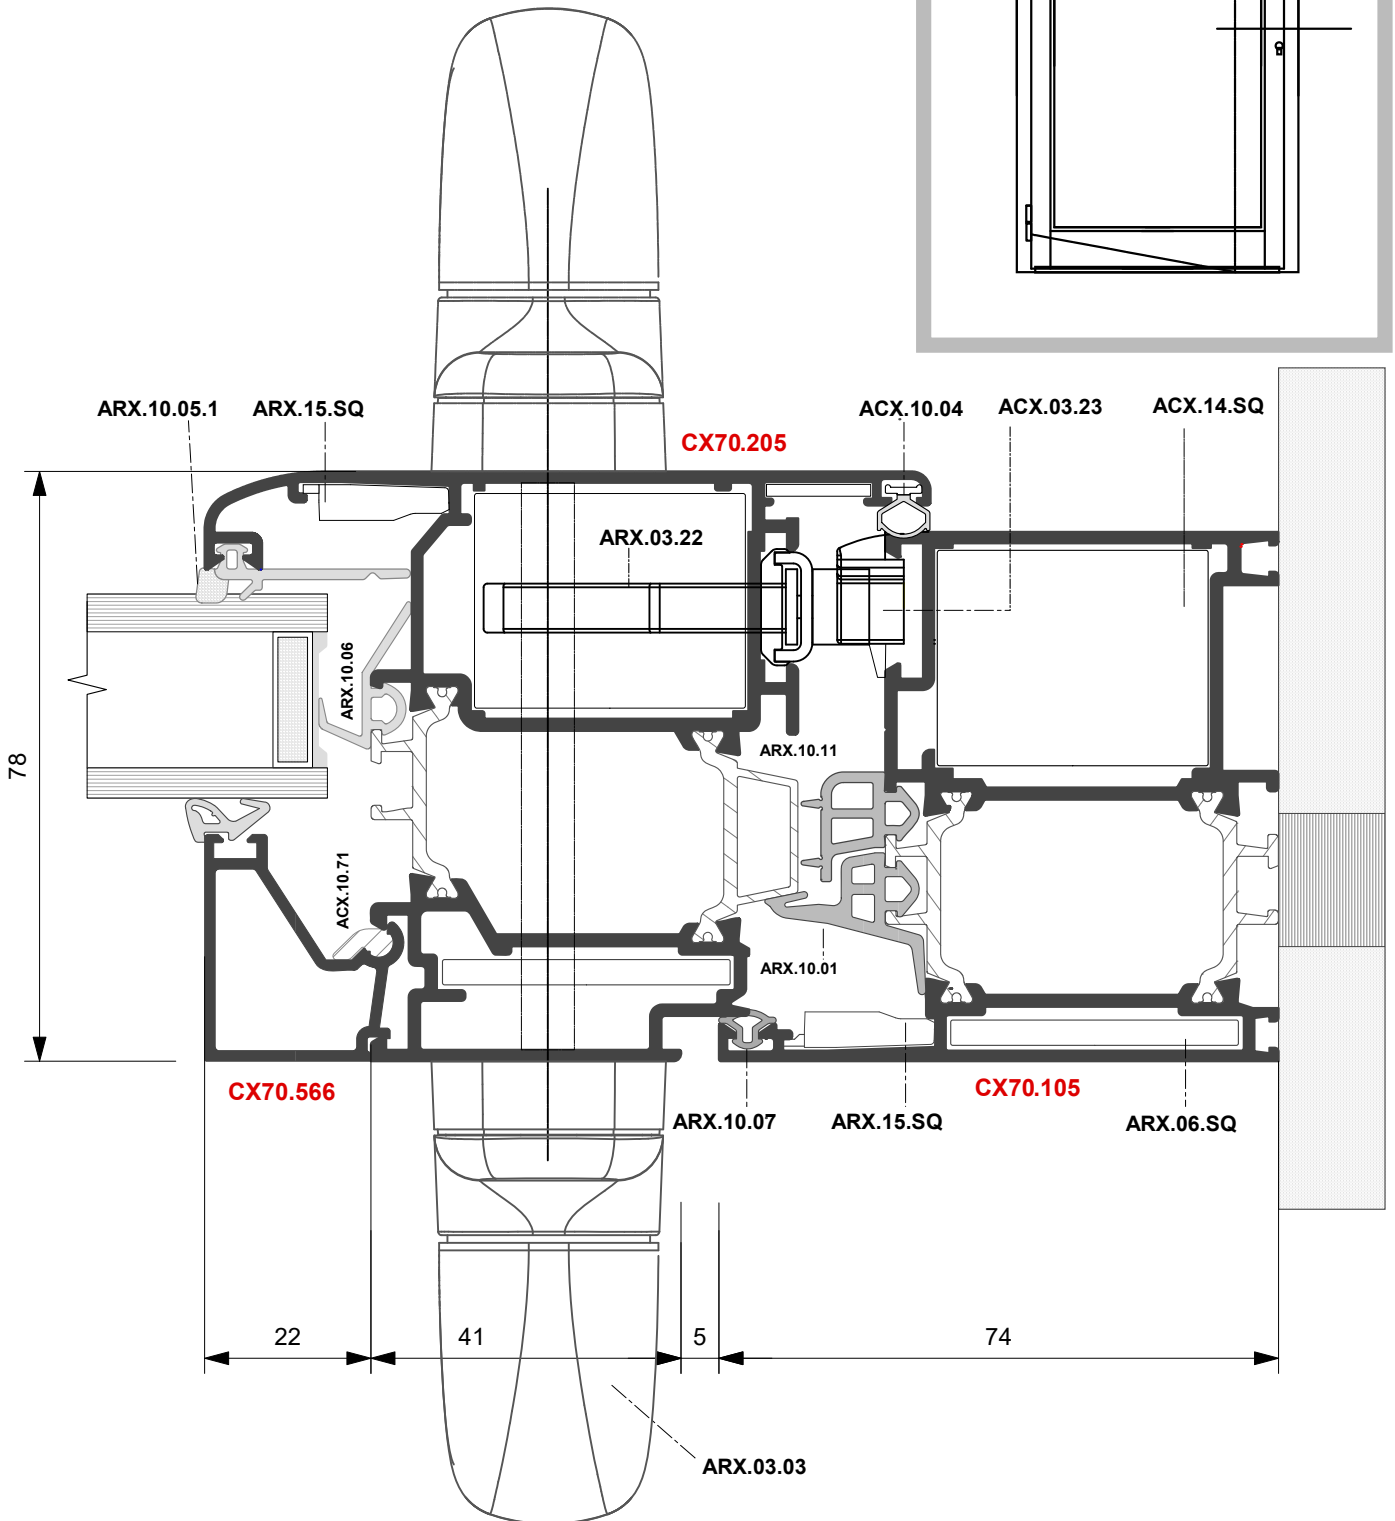 ARX.10.05.1
ARX.15.SQ
ACX.10.04
ACX.03.23
ACX.14.SQ
CX70.205
ARX.03.22
ARX.10.06
ARX.10.11
78
ACX.10.71
ARX.10.01
CX70.566
CX70.105
ARX.10.07
ARX.15.SQ
ARX.06.SQ
22
41
5
74
ARX.03.03